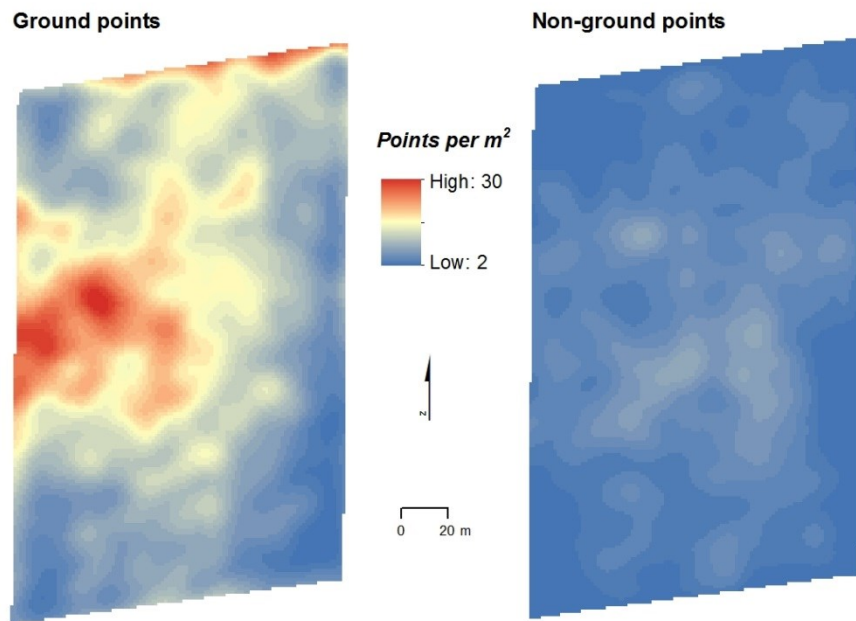 Ground points
Non-ground points
Points per m²
High: 30
Low: 2
N
0 20 m